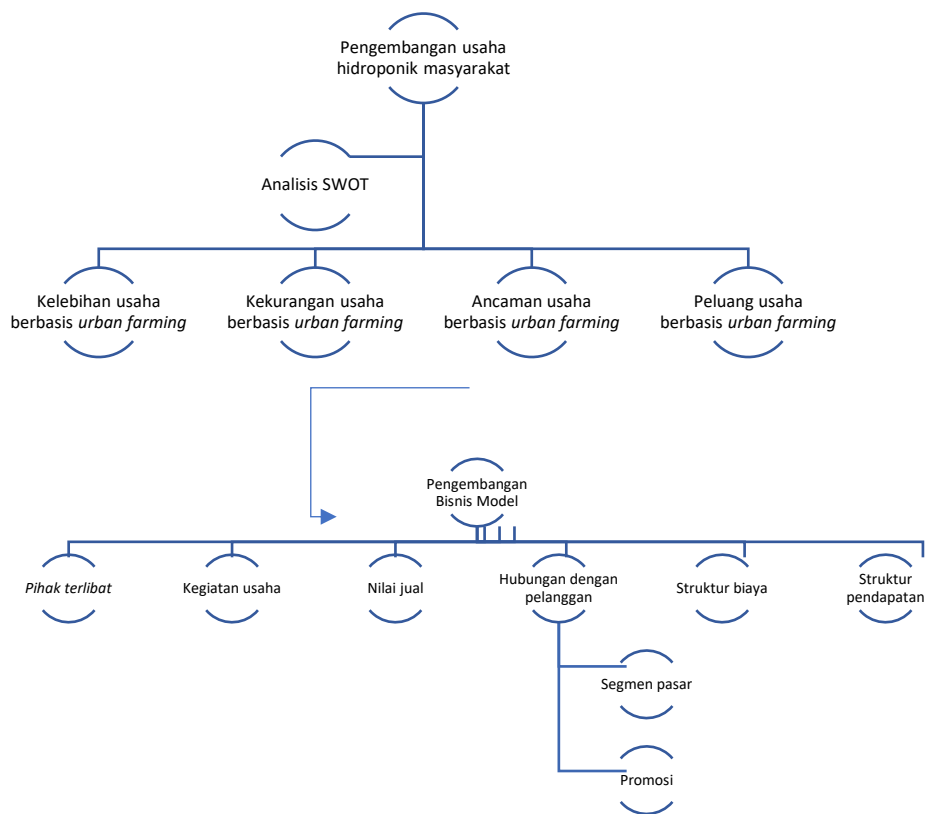 Pengembangan usaha
hidroponik masyarakat
Analisis SWOT
Kelebihan usaha
berbasis urban farming
Kekurangan usaha
berbasis urban farming
Ancaman usaha
berbasis urban farming
Peluang usaha
berbasis urban farming
Pengembangan
Bisnis Model
Pihak terlibat
Kegiatan usaha
Nilai jual
Hubungan dengan
pelanggan
Struktur biaya
Struktur
pendapatan
Segmen pasar
Promosi